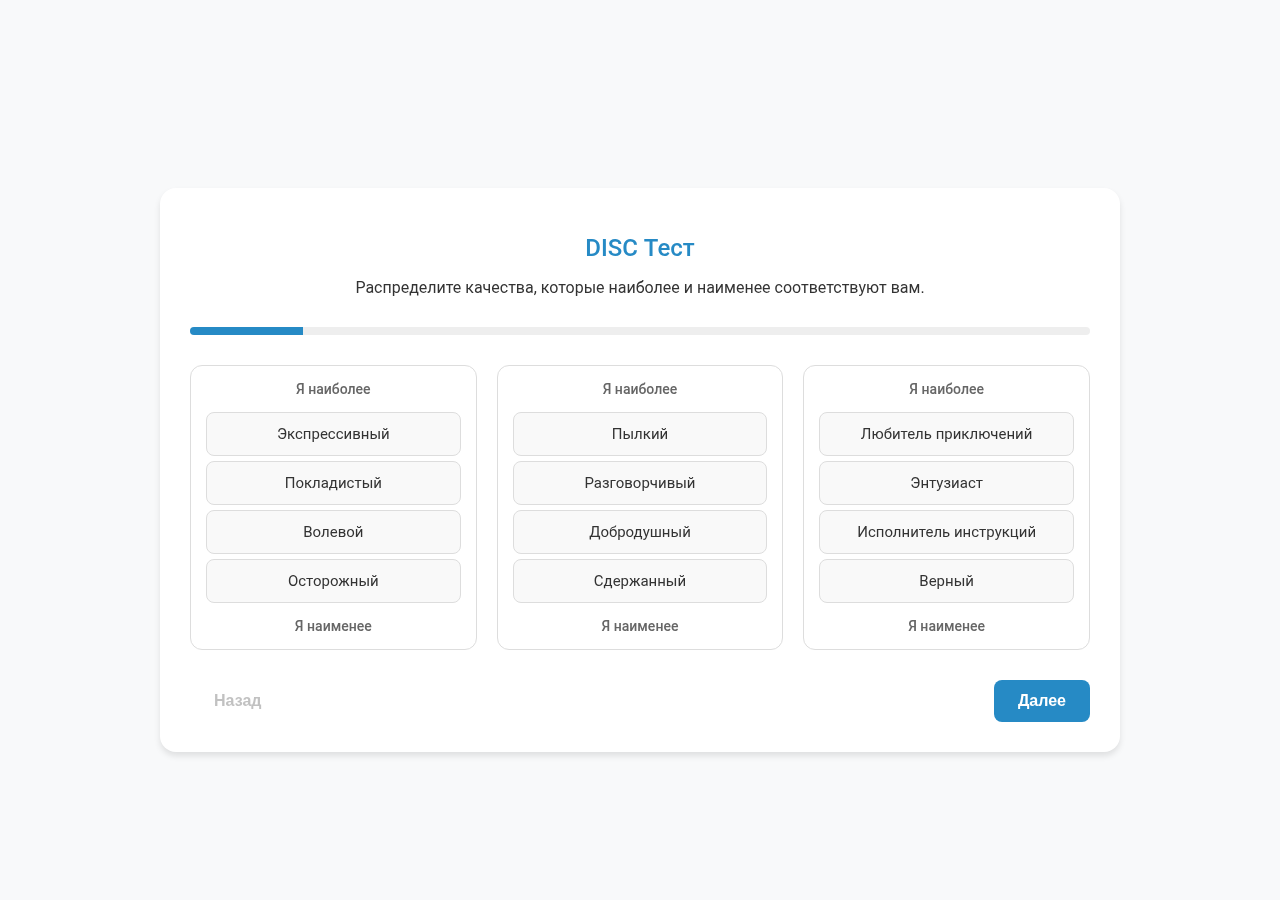 DISC Тест
Распределите качества, которые наиболее и наименее соответствуют вам.
Я наиболее
Экспрессивный
Покладистый
Волевой
Осторожный
Я наименее
Я наиболее
Пылкий
Разговорчивый
Добродушный
Сдержанный
Я наименее
Я наиболее
Любитель приключений
Энтузиаст
Исполнитель инструкций
Верный
Я наименее
Назад
Далее